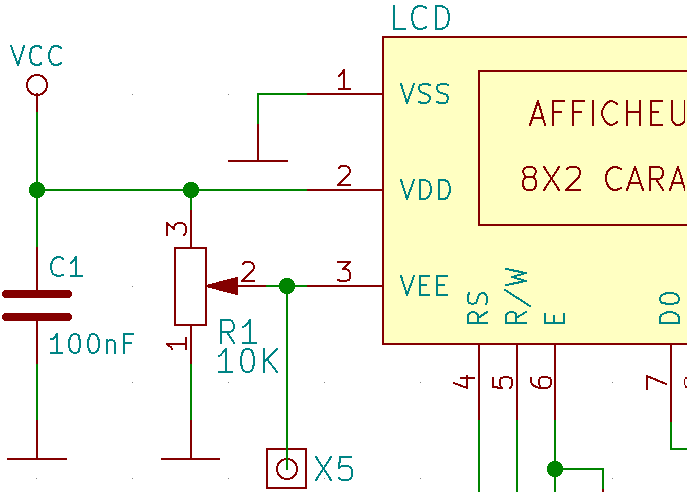 LCD
VCC
1
VSS
AFFICHEU
2
VDD
8X2 CARA
3
C1
2
3
VEE
100nF
1
R1
10K
RS
R/W
E
D0
4
5
6
7
X5